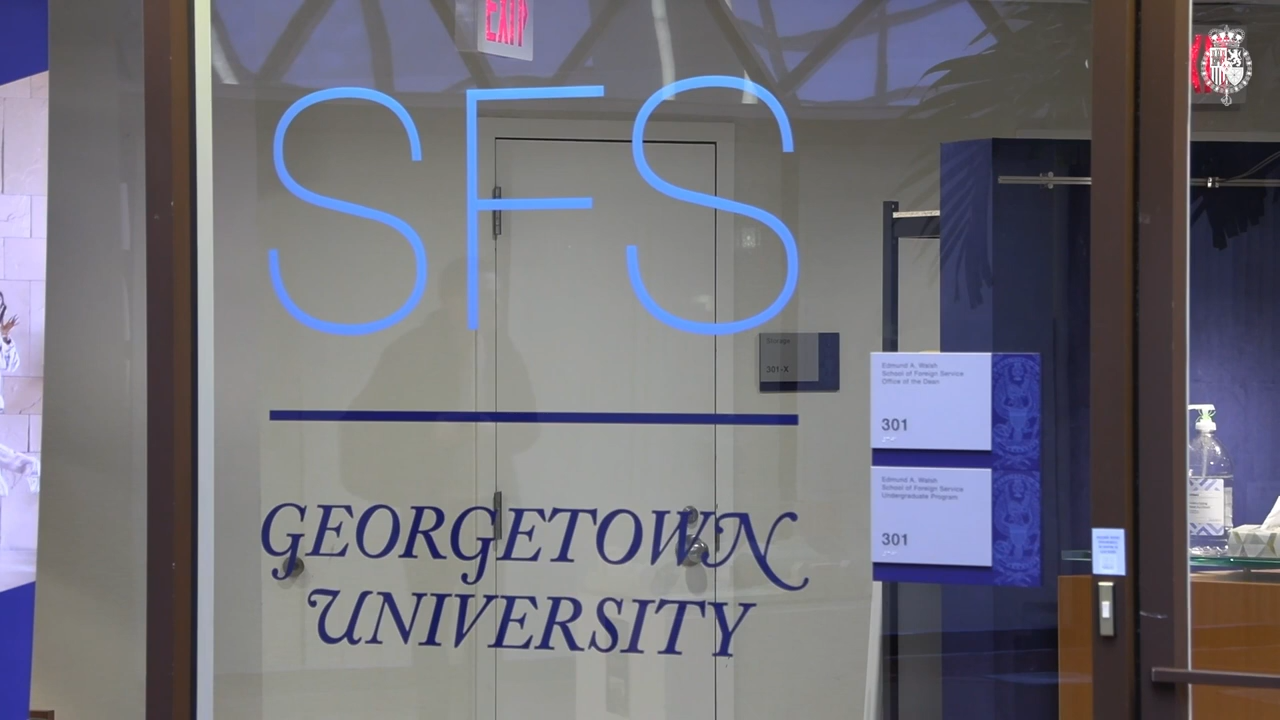 EXIT
SFS
GEORGETOWN
UNIVERSITY
Storage
301-X
Edmund A. Walsh
School of Foreign Service
Office of the Dean
301
Edmund A. Walsh
School of Foreign Service
Undergraduate Program
301